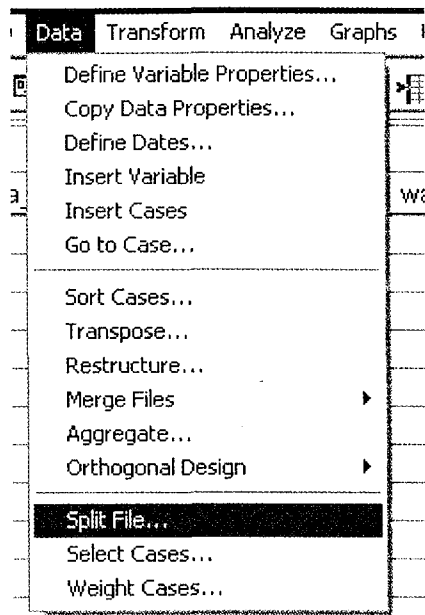 Data Transform Analyze Graphs
Define Variable Properties...
Copy Data Properties...
Define Dates...
Insert Variable
Insert Cases
Go to Case...
Sort Cases...
Transpose...
Restructure...
Merge Files
Aggregate...
Orthogonal Design
Split File...
Select Cases...
Weight Cases...